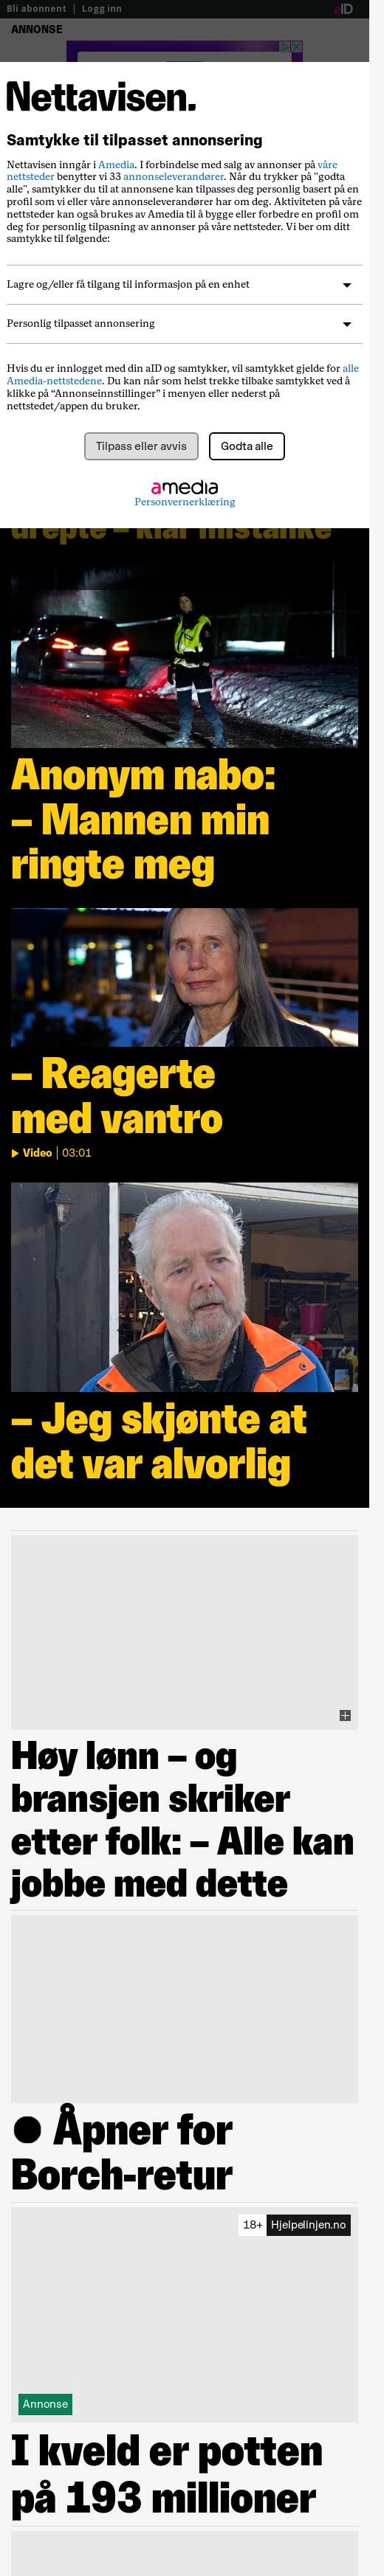 Bli abonnent | Logg inn
aID
ANNONSE
Nettavisen.
Samtykke til tilpasset annonsering
Nettavisen inngår i Amedia. I forbindelse med salg av annonser på våre
nettsteder benytter vi 33 annonseleverandører. Når du trykker på "godta
alle", samtykker du til at annonsene kan tilpasses deg personlig basert på en
profil som vi eller våre annonseleverandører har om deg. Aktiviteten på våre
nettsteder kan også brukes av Amedia til å bygge eller forbedre en profil om
deg for personlig tilpasning av annonser på våre nettsteder. Vi ber om ditt
samtykke til følgende:
Lagre og/eller få tilgang til informasjon på en enhet
Personlig tilpasset annonsering
Hvis du er innlogget med din aID og samtykker, vil samtykket gjelde for alle
Amedia-nettstedene. Du kan når som helst trekke tilbake samtykket ved å
klikke på “Annonseinnstillinger” i menyen eller nederst på
nettstedet/appen du bruker.
Tilpass eller avvis
Godta alle
amedia
Personvernerklæring
drepte – klar mistanke
Anonym nabo:
– Mannen min
ringte meg
– Reagerte
med vantro
Video | 03:01
– Jeg skjønte at
det var alvorlig
Høy lønn – og
bransjen skriker
etter folk: – Alle kan
jobbe med dette
● Åpner for
Borch-retur
18+ Hjelpelinjen.no
Annonse
I kveld er potten
på 193 millioner